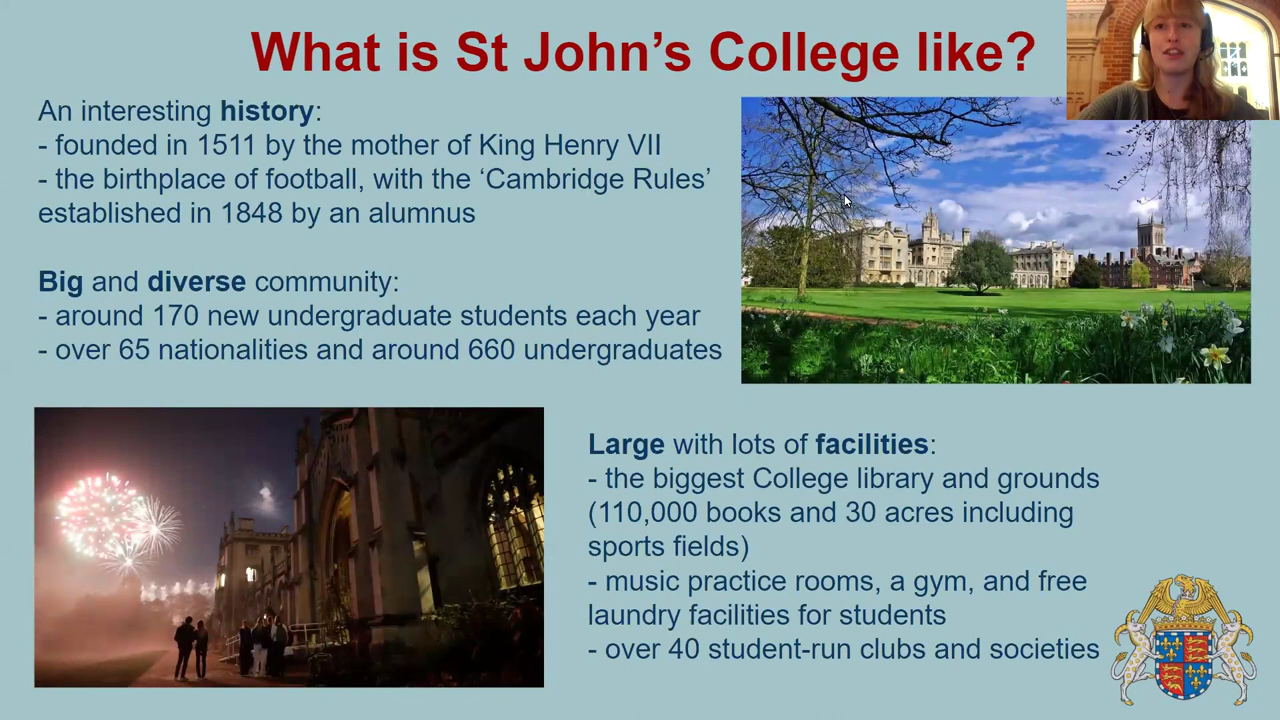 What is St John’s College like?
An interesting history:
- founded in 1511 by the mother of King Henry VII
- the birthplace of football, with the ‘Cambridge Rules’
established in 1848 by an alumnus
Big and diverse community:
- around 170 new undergraduate students each year
- over 65 nationalities and around 660 undergraduates
Large with lots of facilities:
- the biggest College library and grounds
(110,000 books and 30 acres including
sports fields)
- music practice rooms, a gym, and free
laundry facilities for students
- over 40 student-run clubs and societies